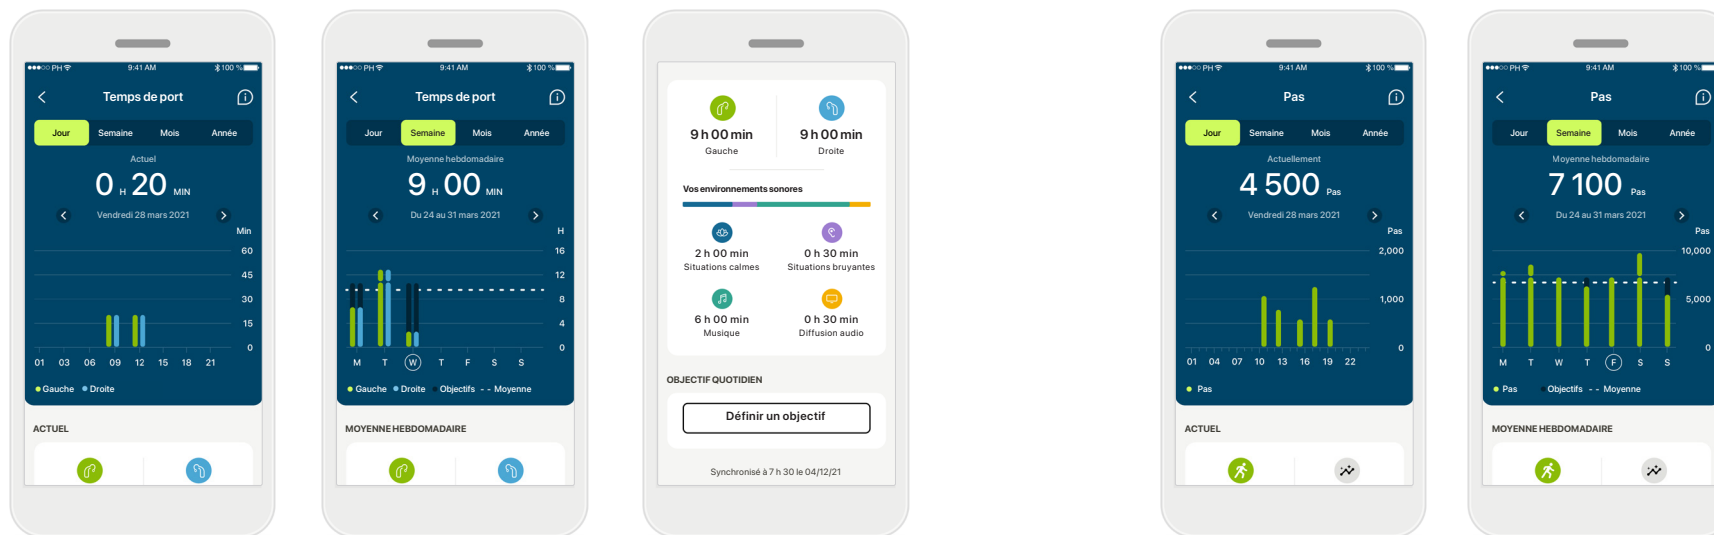 PH 9:41 AM 100 %
Temps de port
Jour Semaine Mois Année
Actuel
0 H 20 MIN
Vendredi 28 mars 2021
Min
60
45
30
15
0
01 03 06 09 12 15 18 21
Gauche Droite
ACTUEL
PH 9:41 AM 100 %
Temps de port
Jour Semaine Mois Année
Moyenne hebdomadaire
9 H 00 MIN
Du 24 au 31 mars 2021
H
16
12
8
4
0
M T W T F S S
Gauche Droite Objectifs - - Moyenne
MOYENNE HEBDOMADAIRE
9 h 00 min 9 h 00 min
Gauche Droite
Vos environnements sonores
2 h 00 min 0 h 30 min
Situations calmes Situations bruyantes
6 h 00 min 0 h 30 min
Musique Diffusion audio
OBJECTIF QUOTIDIEN
Définir un objectif
Synchronisé à 7 h 30 le 04/12/21
PH 9:41 AM 100 %
Pas
Jour Semaine Mois Année
Actuellement
4 500 Pas
Vendredi 28 mars 2021
Pas
2,000
1,000
0
01 04 07 10 13 16 19 22
Pas
ACTUEL
PH 9:41 AM 100 %
Pas
Jour Semaine Mois Année
Moyenne hebdomadaire
7 100 Pas
Du 24 au 31 mars 2021
Pas
10,000
5,000
0
M T W T F S S
Pas Objectifs - - Moyenne
MOYENNE HEBDOMADAIRE